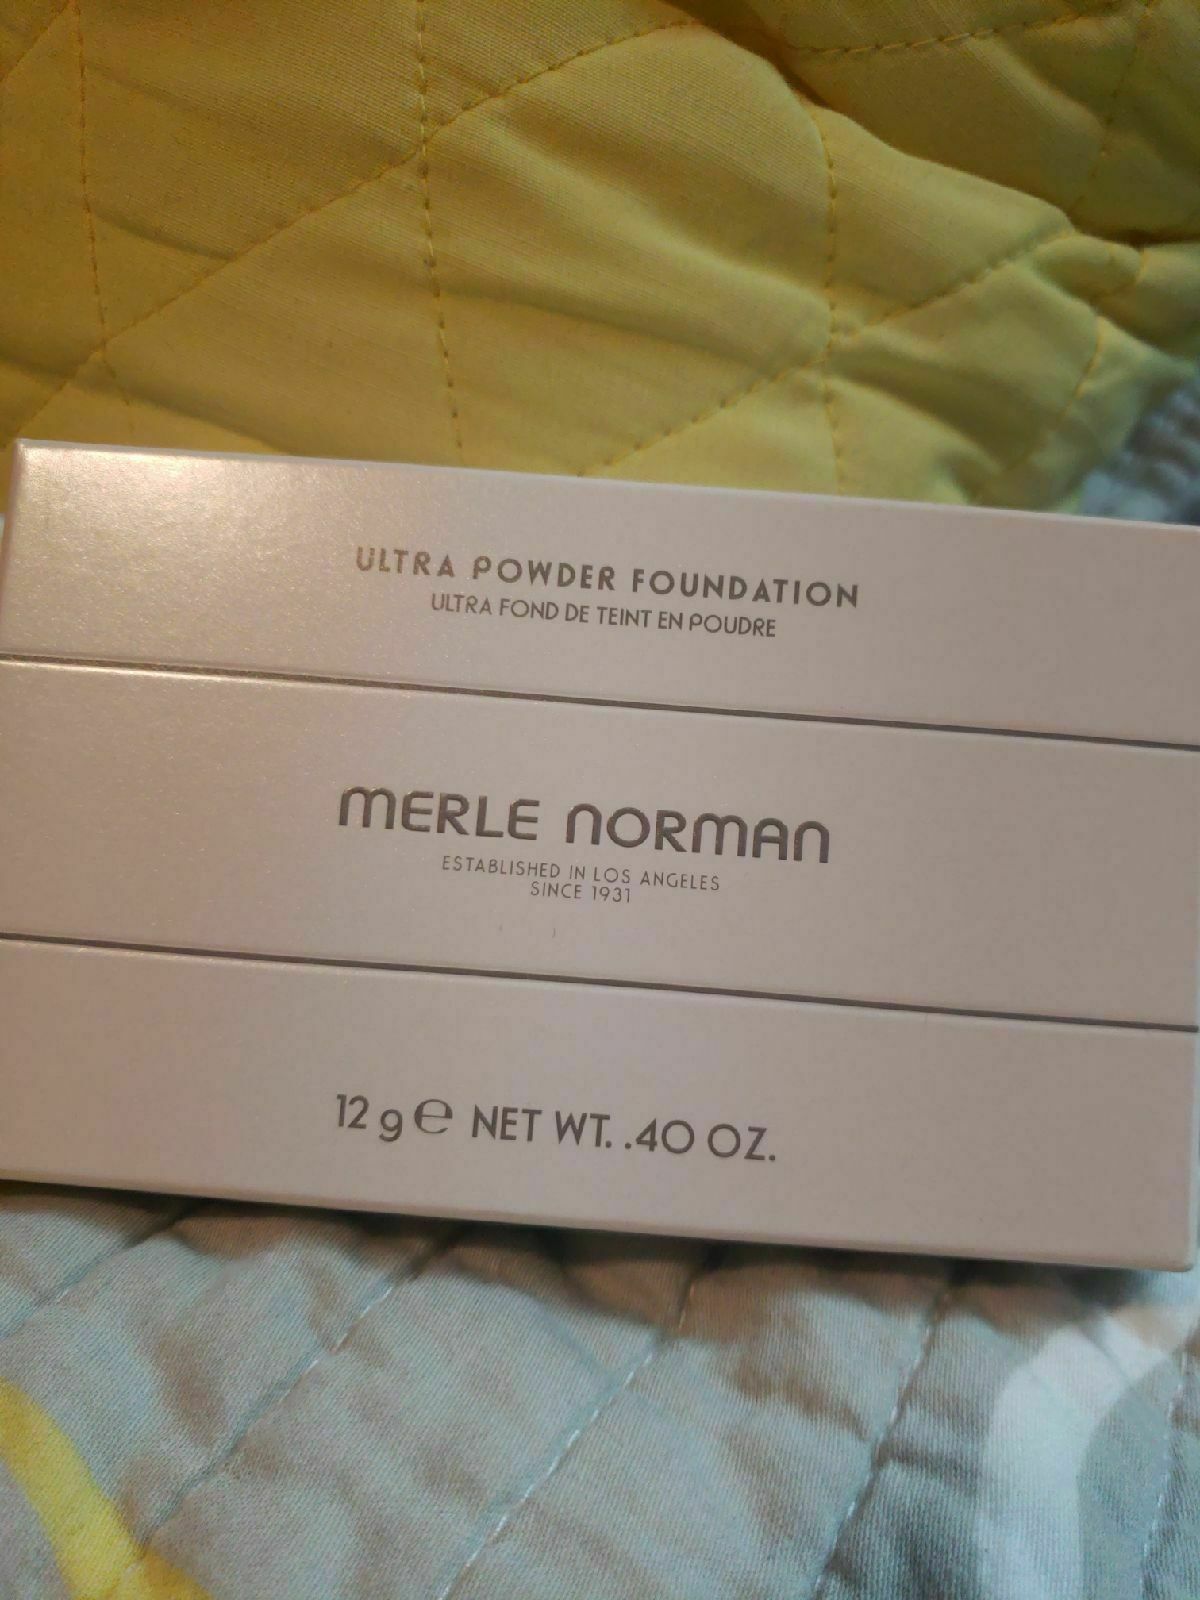 ULTRA POWDER FOUNDATION
ULTRA FOND DE TEINT EN POUDRE
MERLE NORMAN
ESTABLISHED IN LOS ANGELES
SINCE 1931
12 g ℮ NET WT. .40 OZ.